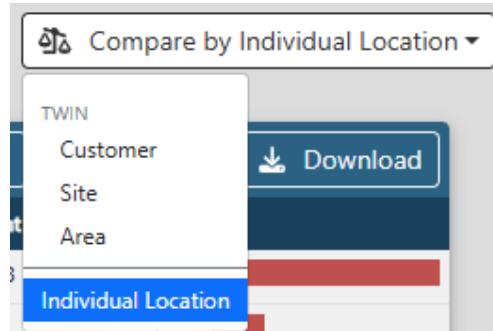 Compare by Individual Location
TWIN
Customer
Download
Site
Area
Individual Location